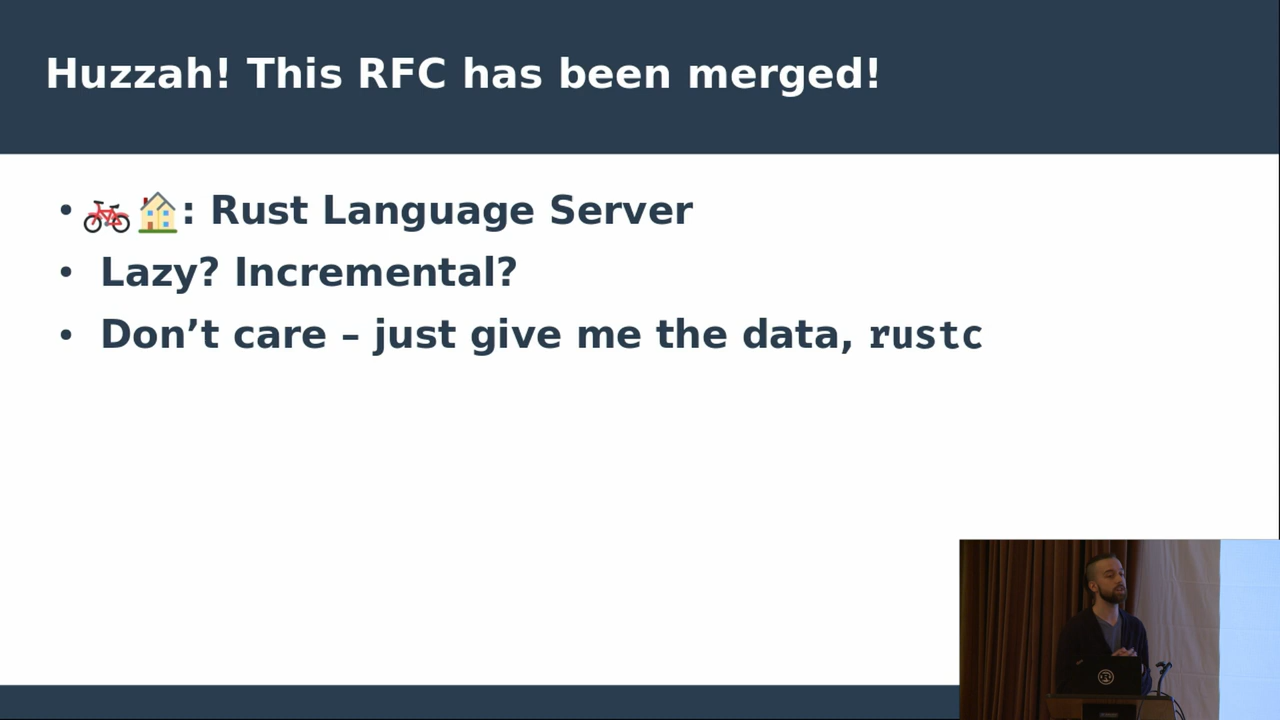 Huzzah! This RFC has been merged!
• 🚲🏠: Rust Language Server
• Lazy? Incremental?
• Don’t care – just give me the data, rustc